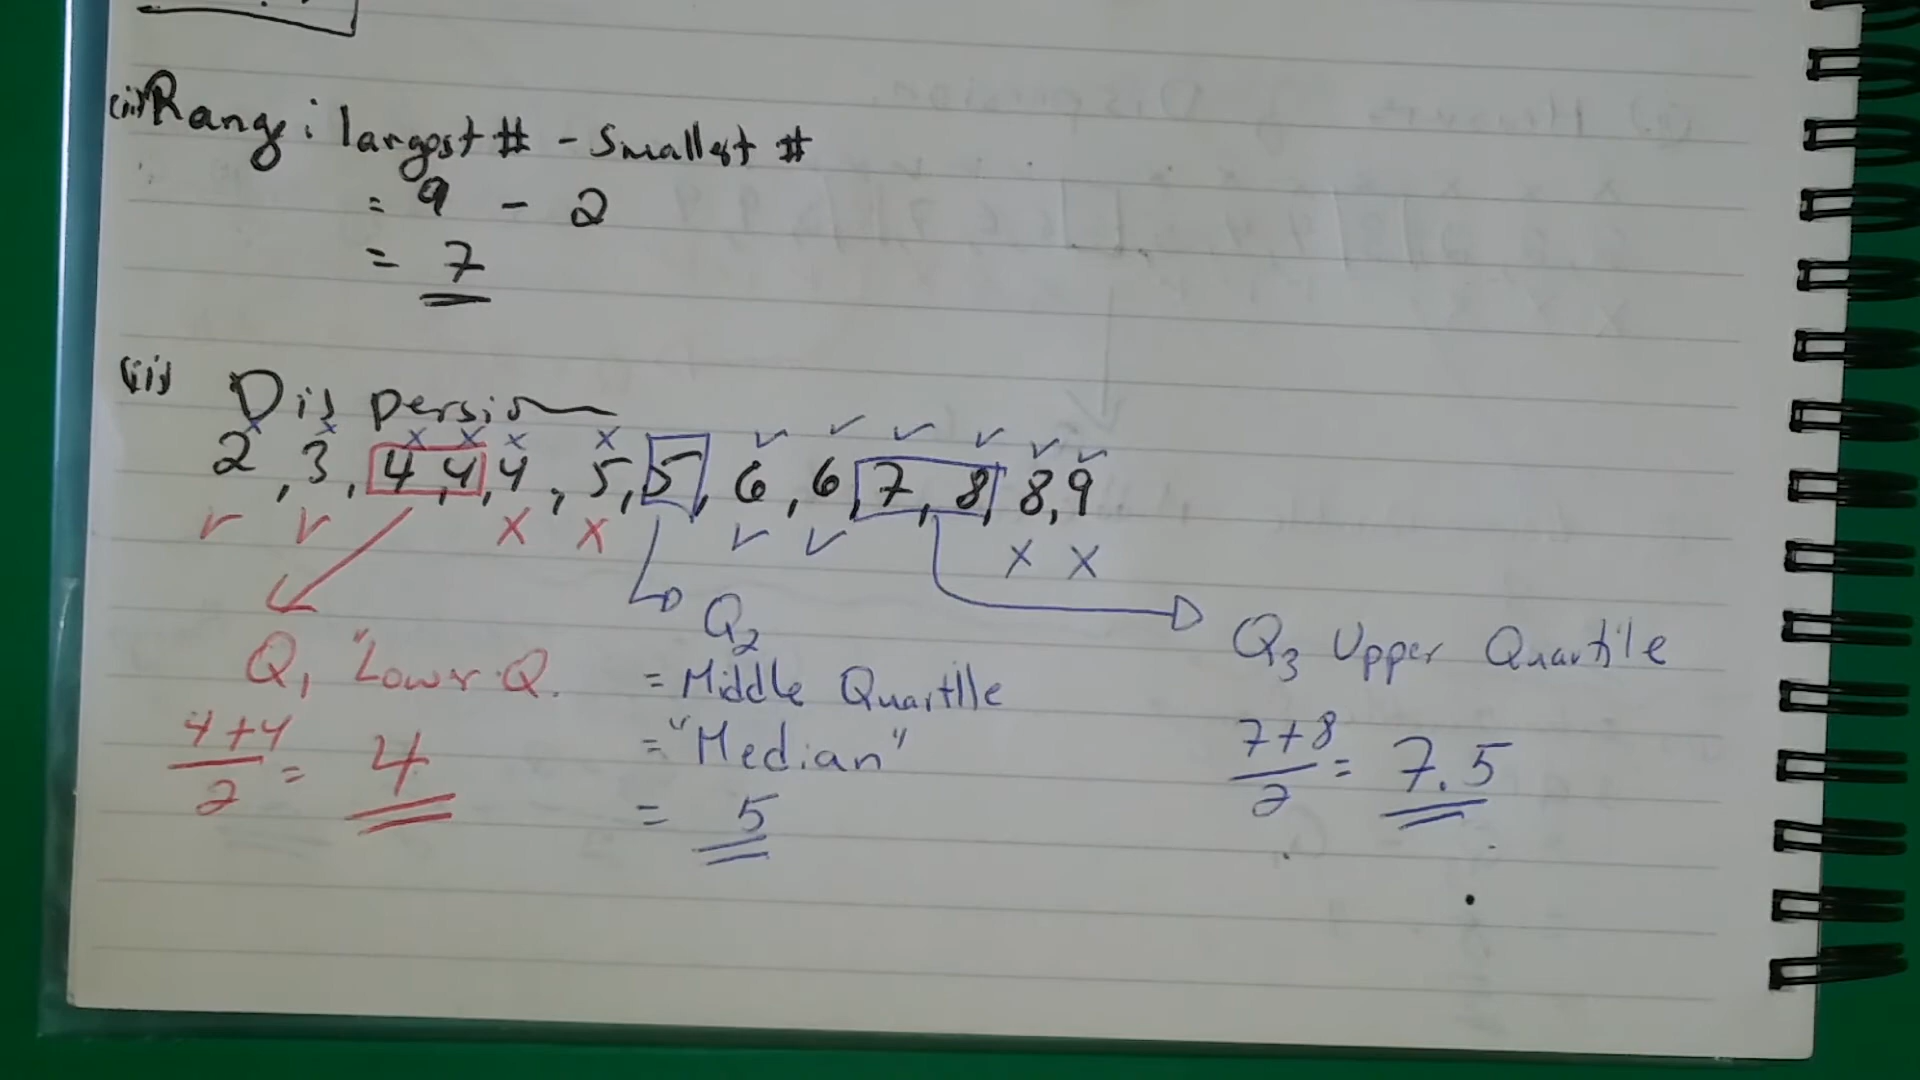 (ii) Range: largest # - Smallest #
= 9 - 2
= 7
(iii) Dispersion
2, 3, 4, 4, 4, 5, 5, 6, 6, 7, 8, 8, 9
Q1 "Lower Q.
4+4/2 = 4
Q2
= Middle Quartile
= "Median"
= 5
Q3 Upper Quartile
7+8/2 = 7.5